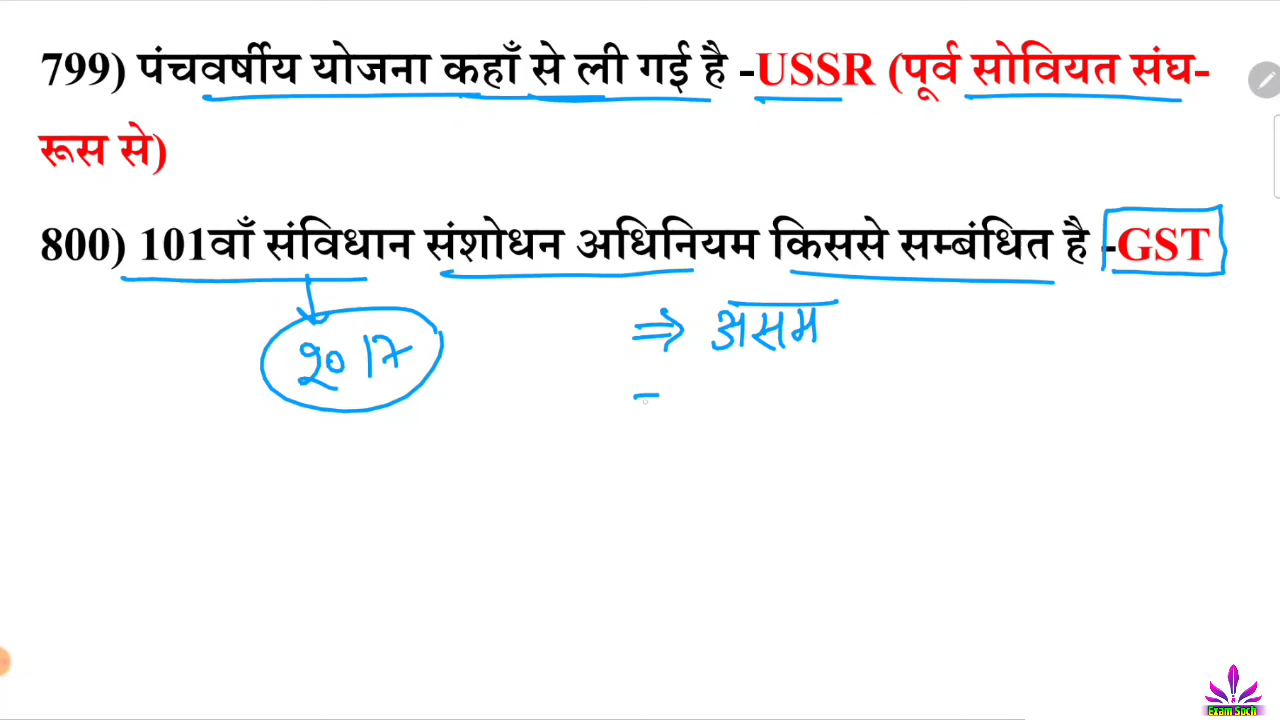 799) पंचवर्षीय योजना कहाँ से ली गई है -USSR (पूर्व सोवियत संघ-
रूस से)
800) 101वाँ संविधान संशोधन अधिनियम किससे सम्बंधित है -GST
⇒ असम
2017
Exam Soch